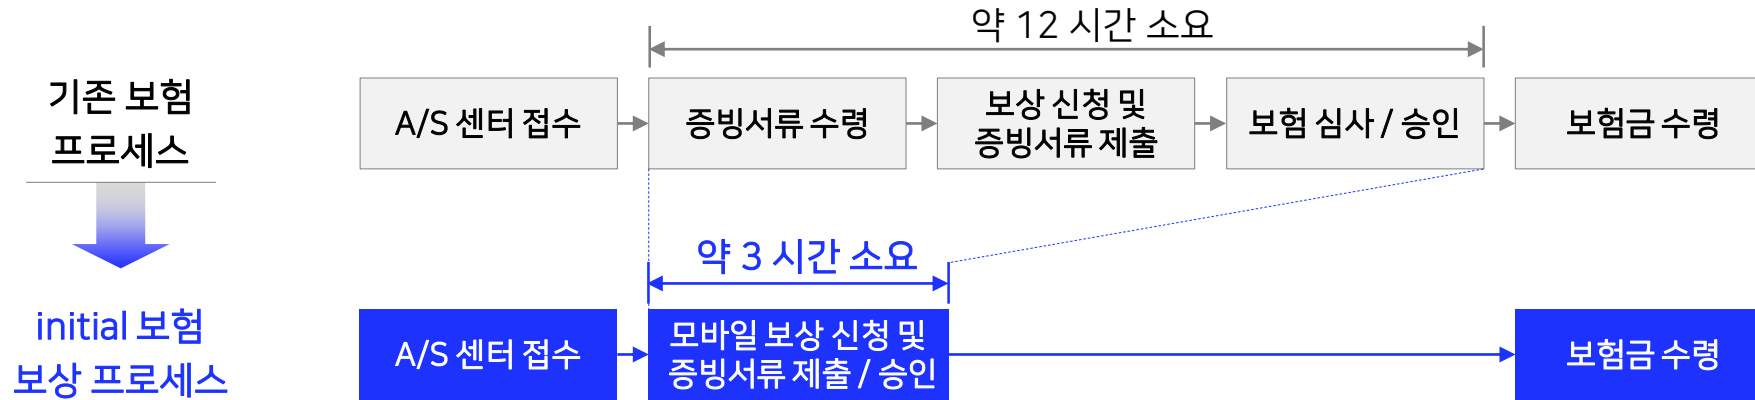 약 12 시간 소요
기존 보험
프로세스
A/S 센터 접수
증빙서류 수령
보상 신청 및
증빙서류 제출
보험 심사 / 승인
보험금 수령
약 3 시간 소요
initial 보험
보상 프로세스
A/S 센터 접수
모바일 보상 신청 및
증빙서류 제출 / 승인
보험금 수령